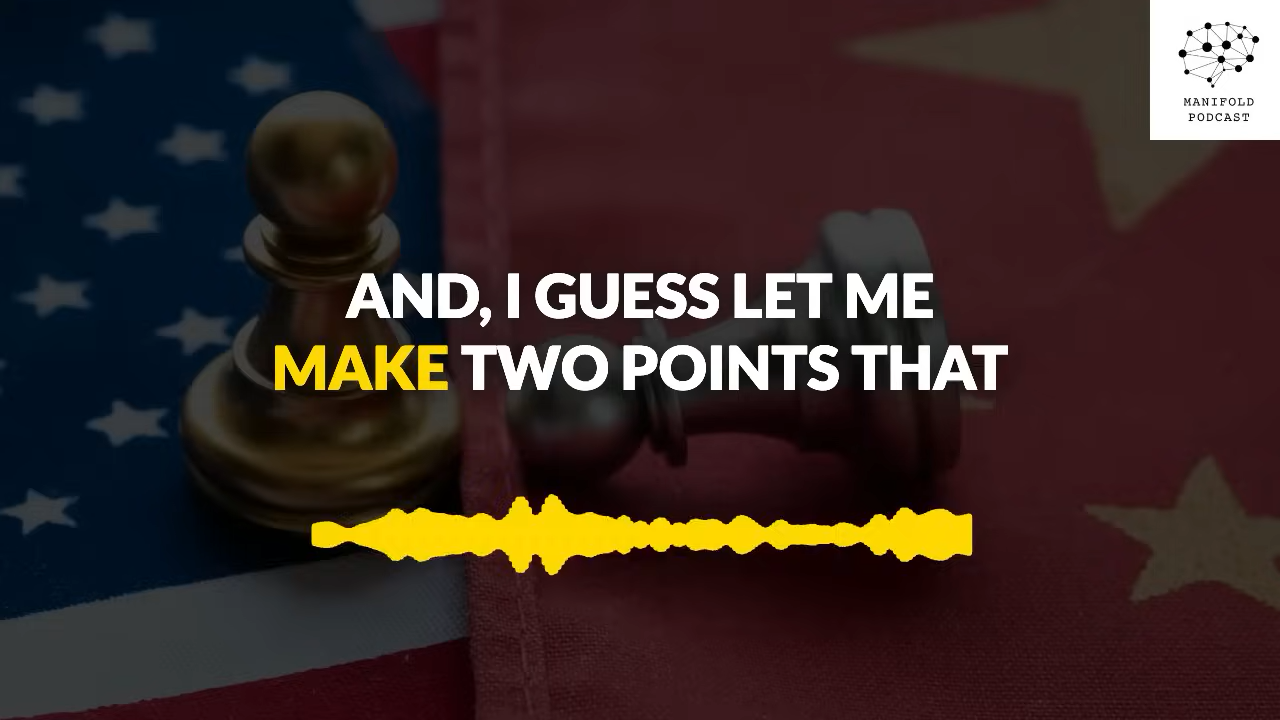 MANIFOLD
PODCAST
AND, I GUESS LET ME
MAKE TWO POINTS THAT